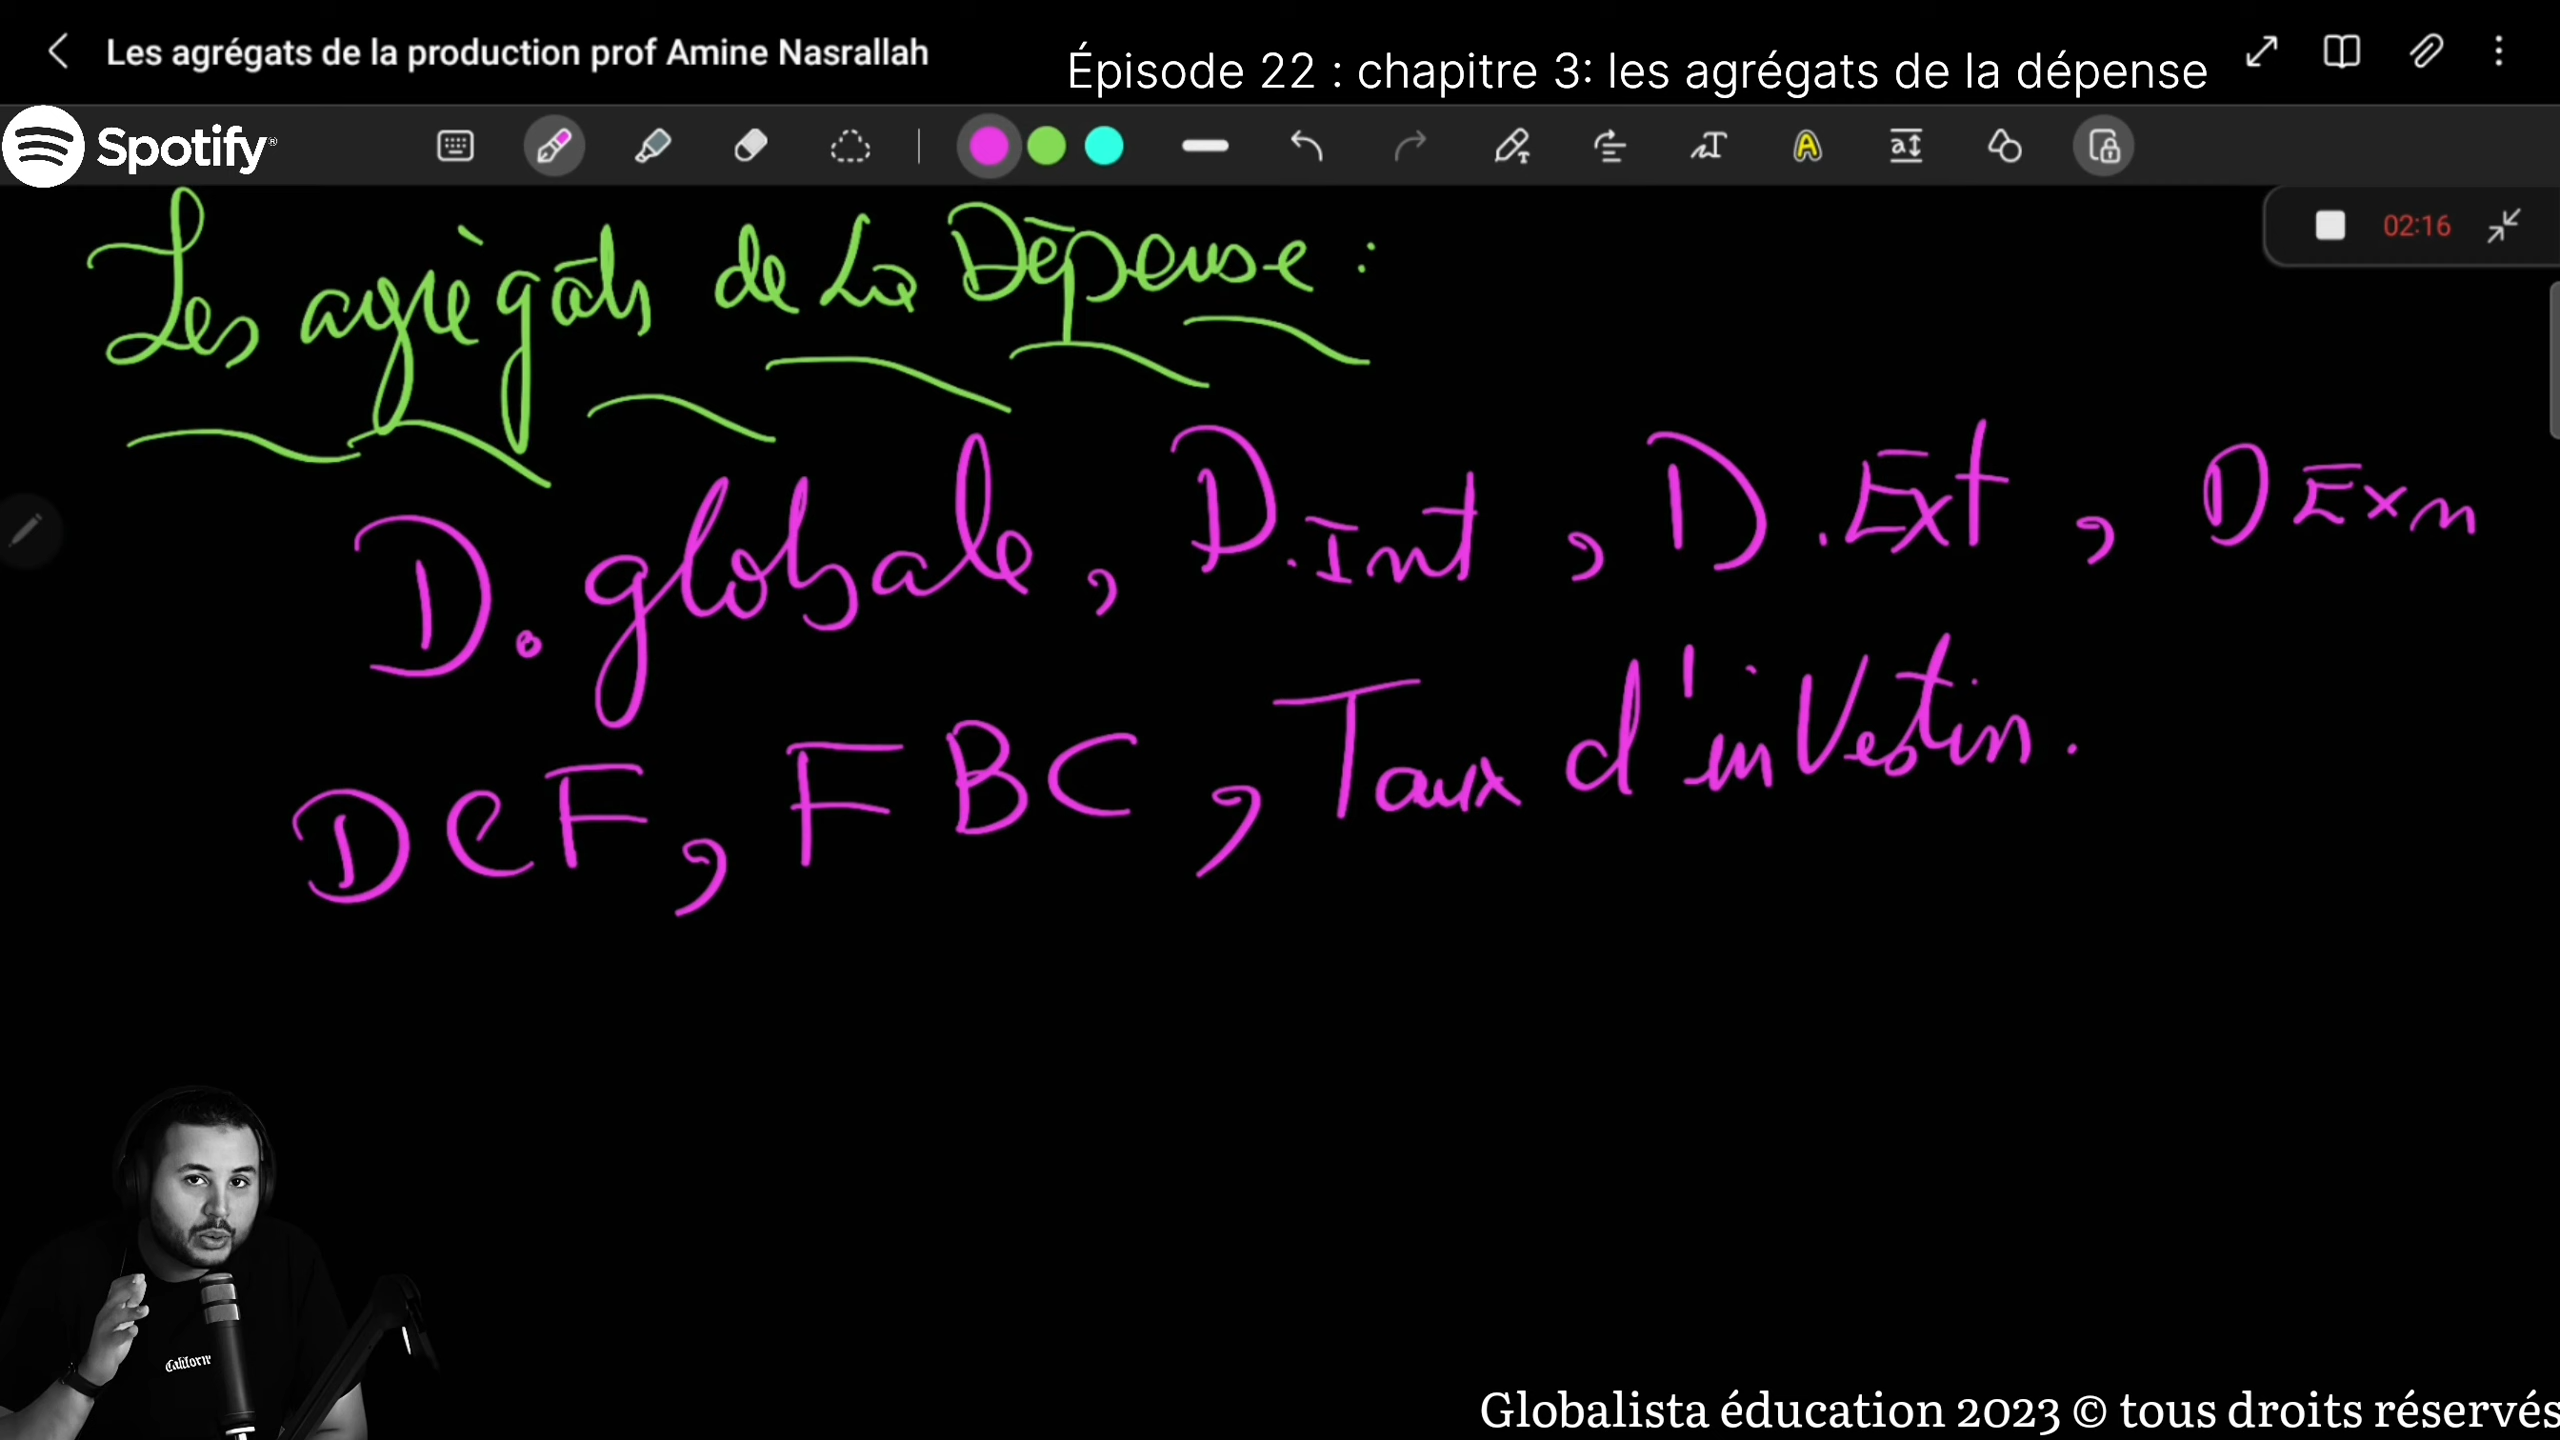 Les agrégats de la production prof Amine Nasrallah
Épisode 22 : chapitre 3: les agrégats de la dépense
Spotify
02:16
Les agrégats de La Dépense :
D. globale, D.Int, D.Ext, DExn
DCF, FBC, Taux d'investin.
Californ
Globalista éducation 2023 © tous droits réservés